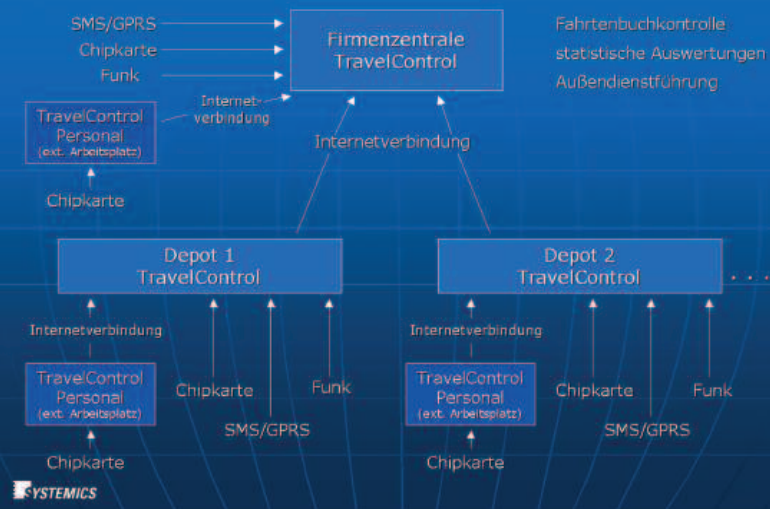 SMS/GPRS
Chipkarte
Funk
Firmenzentrale
TravelControl
Fahrtenbuchkontrolle
statistische Auswertungen
Außendienstführung
Internet-
verbindung
TravelControl
Personal
(ext. Arbeitsplatz)
Chipkarte
Internetverbindung
Depot 1
TravelControl
Depot 2
TravelControl
...
Internetverbindung
TravelControl
Personal
(ext. Arbeitsplatz)
Chipkarte
Chipkarte
SMS/GPRS
Funk
Internetverbindung
TravelControl
Personal
(ext. Arbeitsplatz)
Chipkarte
Chipkarte
SMS/GPRS
Funk
SYSTEMICS